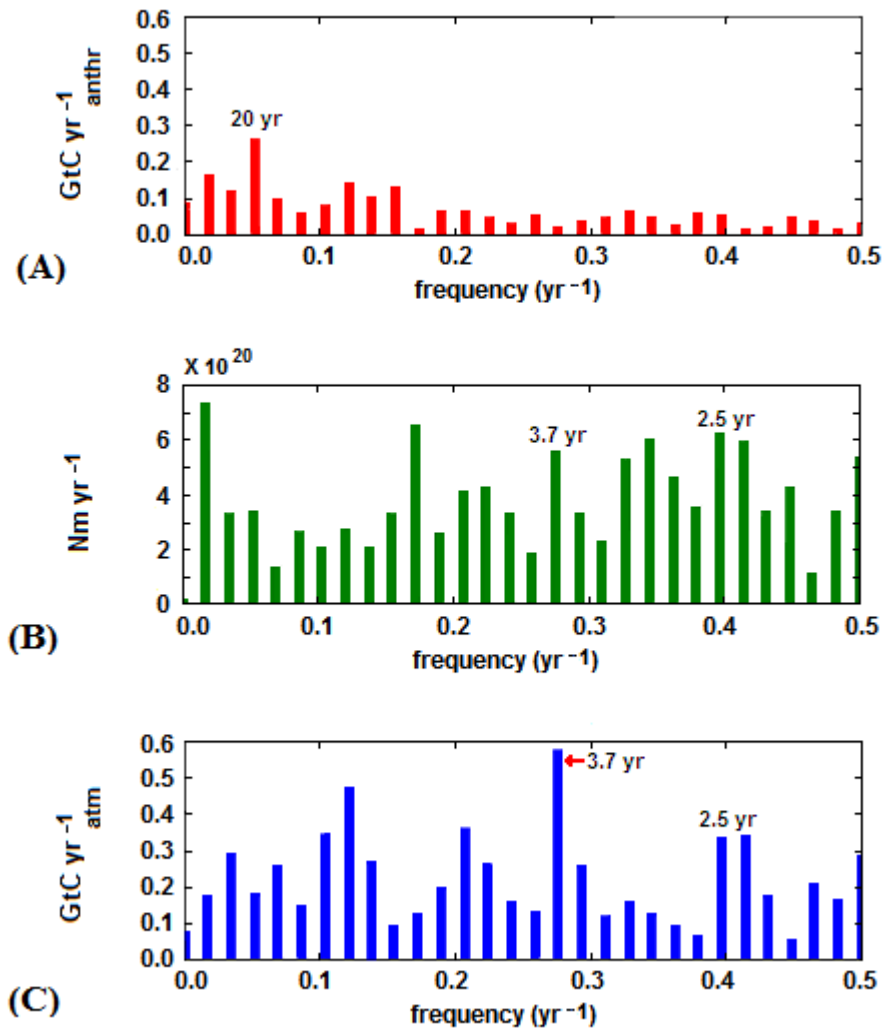 0.6
0.5
0.4
0.3
0.2
0.1
0.0
GtC yr⁻¹ anthr
20 yr
0.0 0.1 0.2 0.3 0.4 0.5
frequency (yr⁻¹)
(A)
X 10²⁰
8
6
4
2
0
Nm yr⁻¹
3.7 yr
2.5 yr
0.0 0.1 0.2 0.3 0.4 0.5
frequency (yr⁻¹)
(B)
0.6
0.5
0.4
0.3
0.2
0.1
0.0
GtC yr⁻¹ atm
3.7 yr
2.5 yr
0.0 0.1 0.2 0.3 0.4 0.5
frequency (yr⁻¹)
(C)